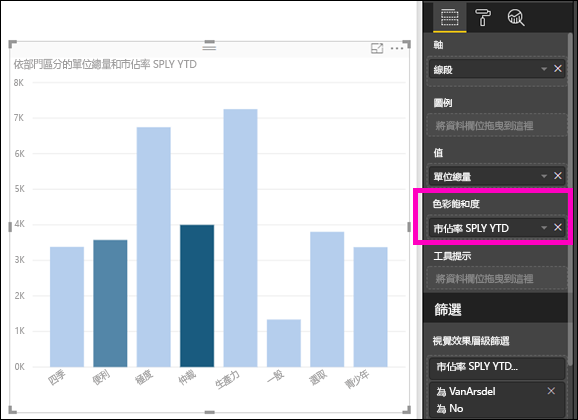 依部門區分的單位總量和市佔率 SPLY YTD
8K
7K
6K
5K
4K
3K
2K
1K
0K
四季
便利
極度
仲裁
生產力
一般
選取
青少年
軸
線段
圖例
將資料欄位拖曳到這裡
值
單位總量
色彩飽和度
市佔率 SPLY YTD
工具提示
將資料欄位拖曳到這裡
篩選
視覺效果層級篩選
市佔率 SPLY YTD...
為 VanArsdel
為 No